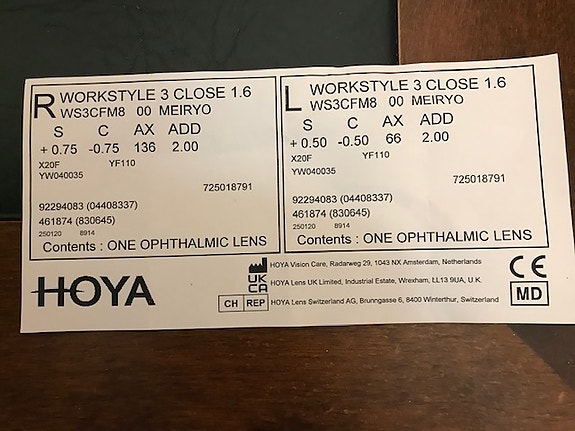 R WORKSTYLE 3 CLOSE 1.6
WS3CFM8 00 MEIRYO
S C AX ADD
+ 0.75 -0.75 136 2.00
X20F YF110
YW040035
725018791
92294083 (04408337)
461874 (830645)
250120 8914
Contents : ONE OPHTHALMIC LENS
L WORKSTYLE 3 CLOSE 1.6
WS3CFM8 00 MEIRYO
S C AX ADD
+ 0.50 -0.50 66 2.00
X20F YF110
YW040035
725018791
92294083 (04408337)
461874 (830645)
250120 8914
Contents : ONE OPHTHALMIC LENS
HOYA
HOYA Vision Care, Radarweg 29, 1043 NX Amsterdam, Netherlands
UK
CA
HOYA Lens UK Limited, Industrial Estate, Wrexham, LL13 9UA, U.K.
CH REP
HOYA Lens Switzerland AG, Brunngasse 6, 8400 Winterthur, Switzerland
CE
MD